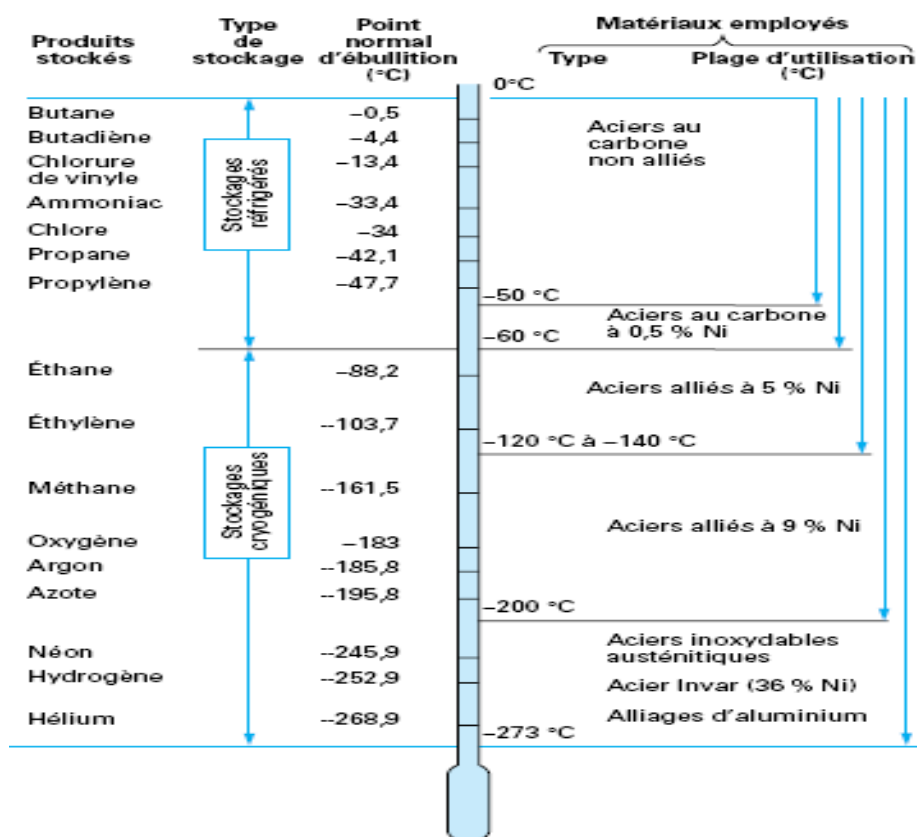 Produits
stockés
Type
de
stockage
Point
normal
d'ébullition
(°C)
Matériaux employés
Type
Plage d'utilisation
(°C)
0°C
Butane
−0,5
Butadiène
−4,4
Chlorure
de vinyle
−13,4
Ammoniac
−33,4
Chlore
−34
Propane
−42,1
Propylène
−47,7
Stockages
réfrigérés
Aciers au
carbone
non alliés
−50 °C
Aciers au carbone
à 0,5 % Ni
−60 °C
Éthane
−88,2
Éthylène
--103,7
Méthane
--161,5
Oxygène
−183
Argon
--185,8
Azote
--195,8
Néon
--245,9
Hydrogène
--252,9
Hélium
--268,9
Stockages
cryogéniques
Aciers alliés à 5 % Ni
−120 °C à −140 °C
Aciers alliés à 9 % Ni
−200 °C
Aciers inoxydables
austénitiques
Acier Invar (36 % Ni)
Alliages d'aluminium
−273 °C